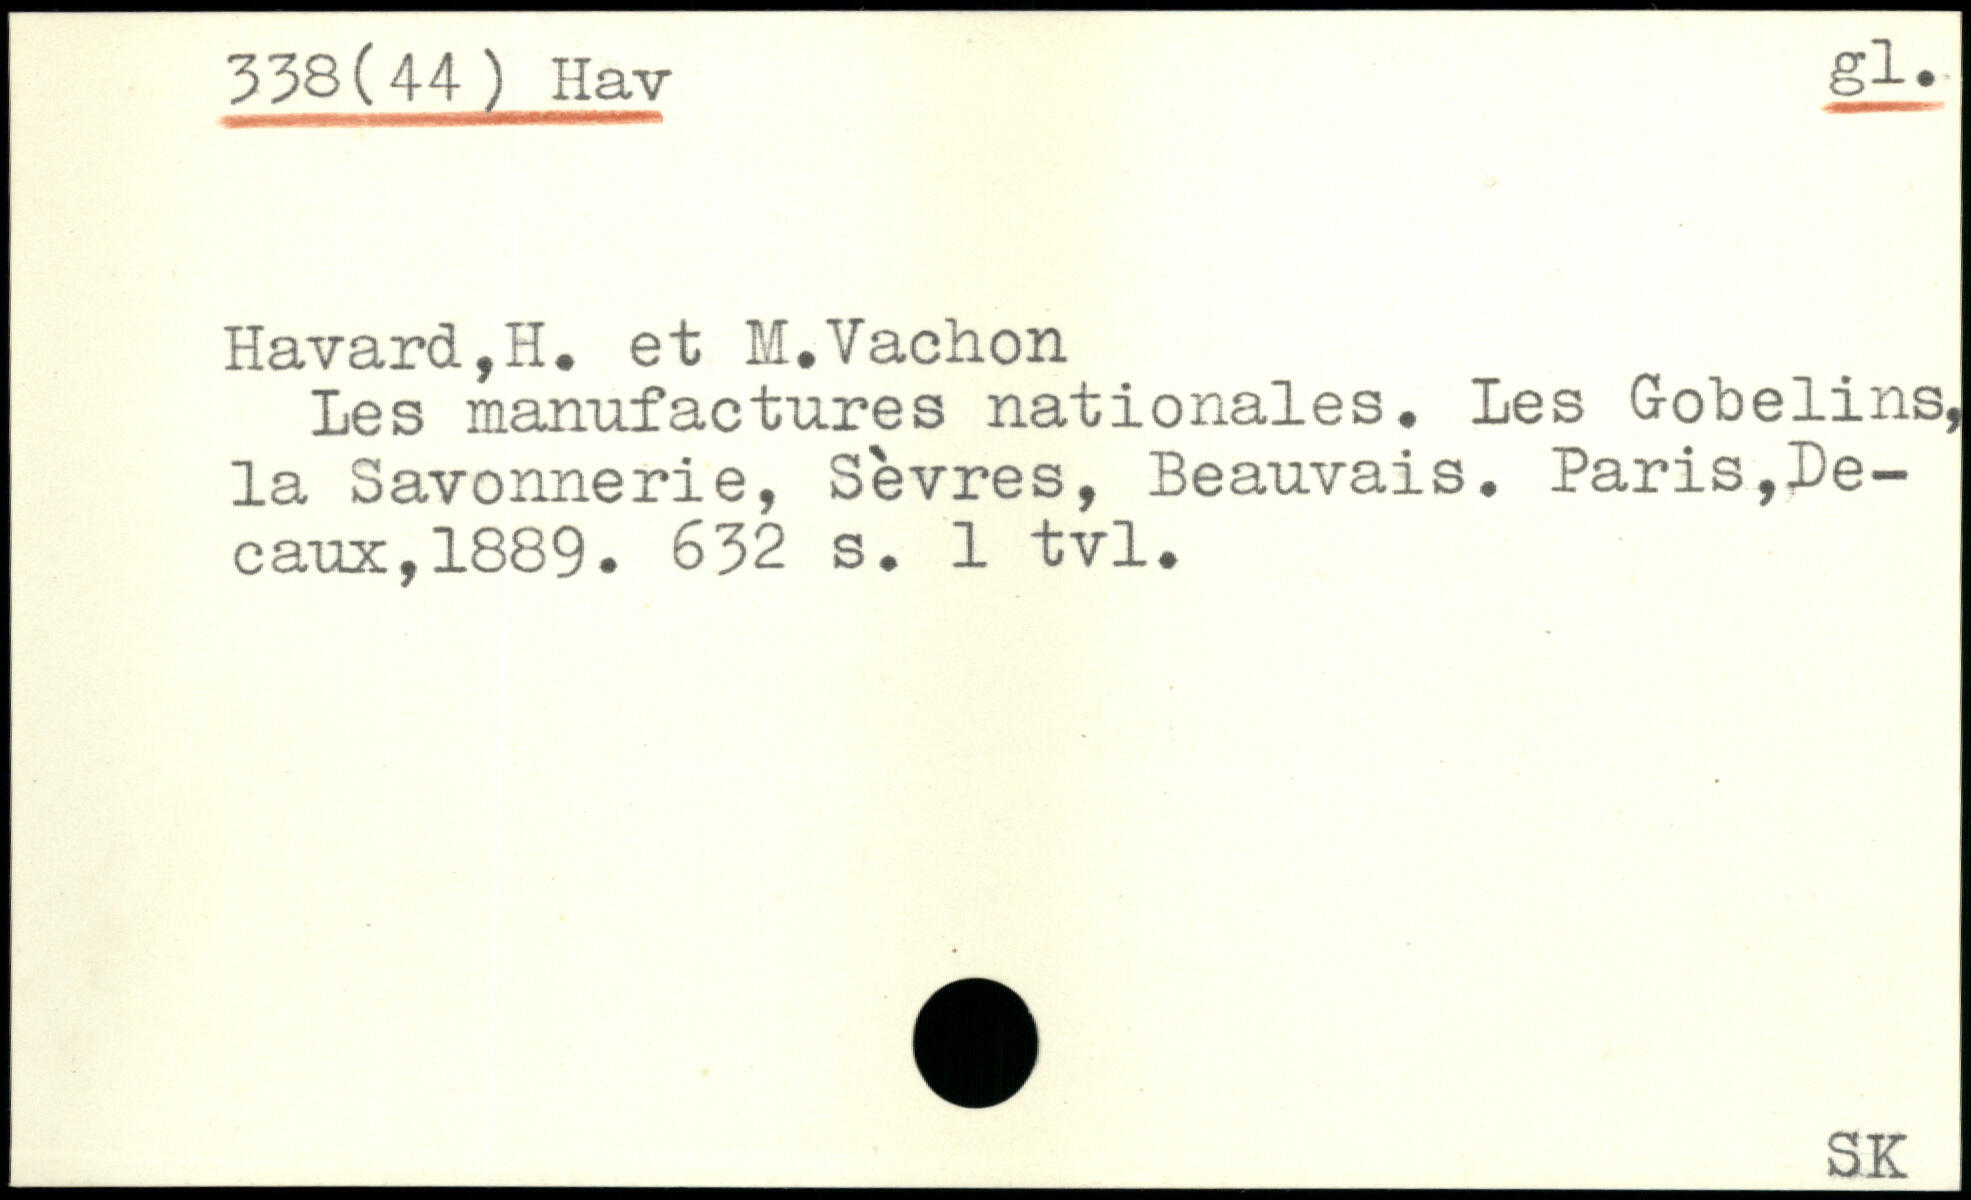 338(44) Hav gl.
Havard,H. et M.Vachon
Les manufactures nationales. Les Gobelins,
la Savonnerie, Sèvres, Beauvais. Paris,De-
caux,1889. 632 s. 1 tvl.
SK